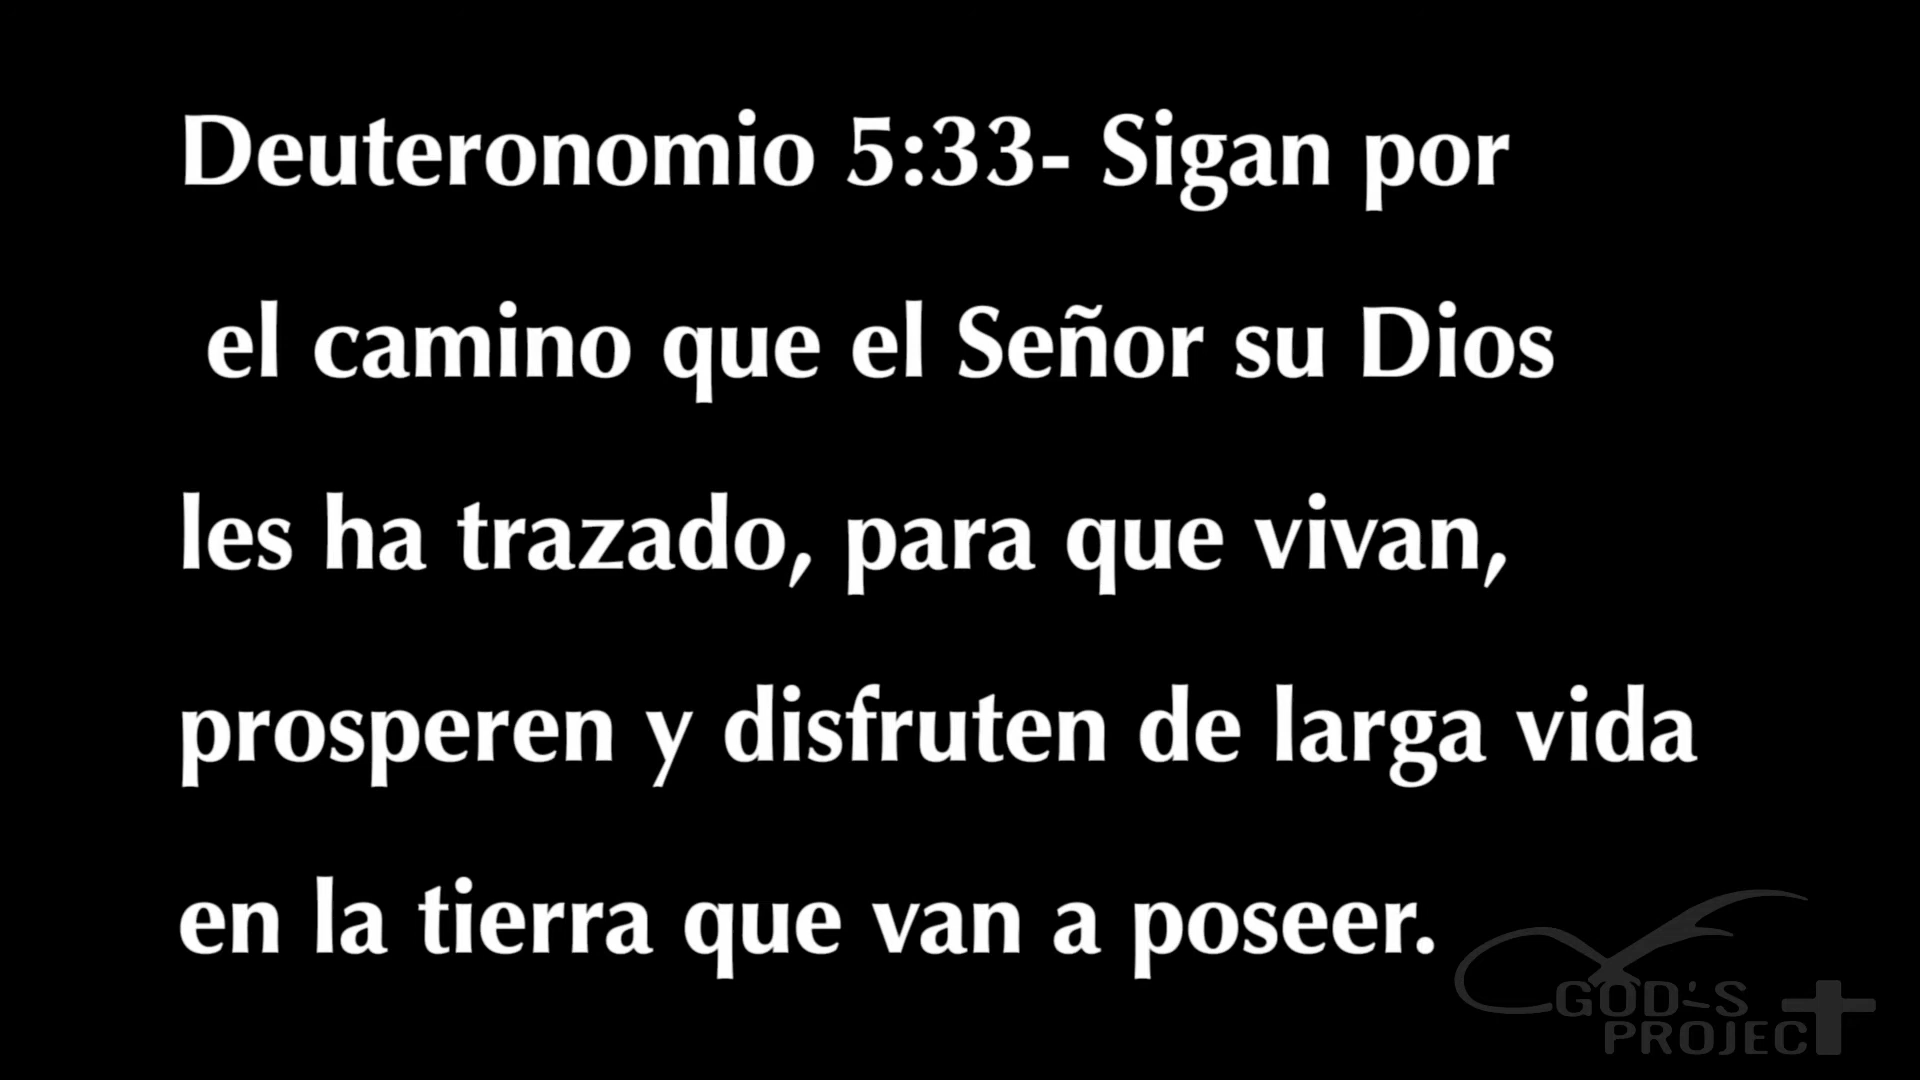 Deuteronomio 5:33- Sigan por
el camino que el Señor su Dios
les ha trazado, para que vivan,
prosperen y disfruten de larga vida
en la tierra que van a poseer.
GOD'S
PROJECT